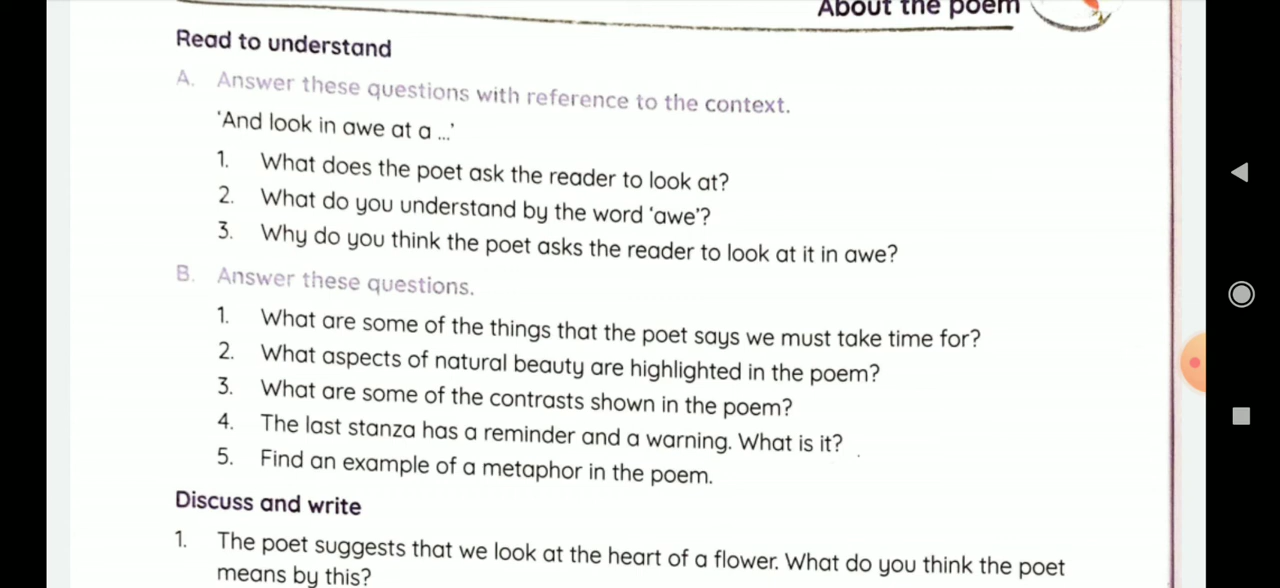 About the poem
Read to understand
A. Answer these questions with reference to the context.
‘And look in awe at a ...’
1. What does the poet ask the reader to look at?
2. What do you understand by the word ‘awe’?
3. Why do you think the poet asks the reader to look at it in awe?
B. Answer these questions.
1. What are some of the things that the poet says we must take time for?
2. What aspects of natural beauty are highlighted in the poem?
3. What are some of the contrasts shown in the poem?
4. The last stanza has a reminder and a warning. What is it?
5. Find an example of a metaphor in the poem.
Discuss and write
1. The poet suggests that we look at the heart of a flower. What do you think the poet
means by this?